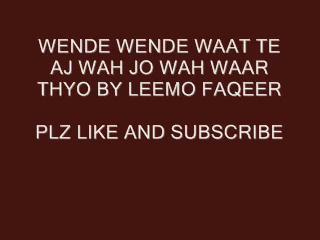 WENDE WENDE WAAT TE
AJ WAH JO WAH WAAR
THYO BY LEEMO FAQEER
PLZ LIKE AND SUBSCRIBE